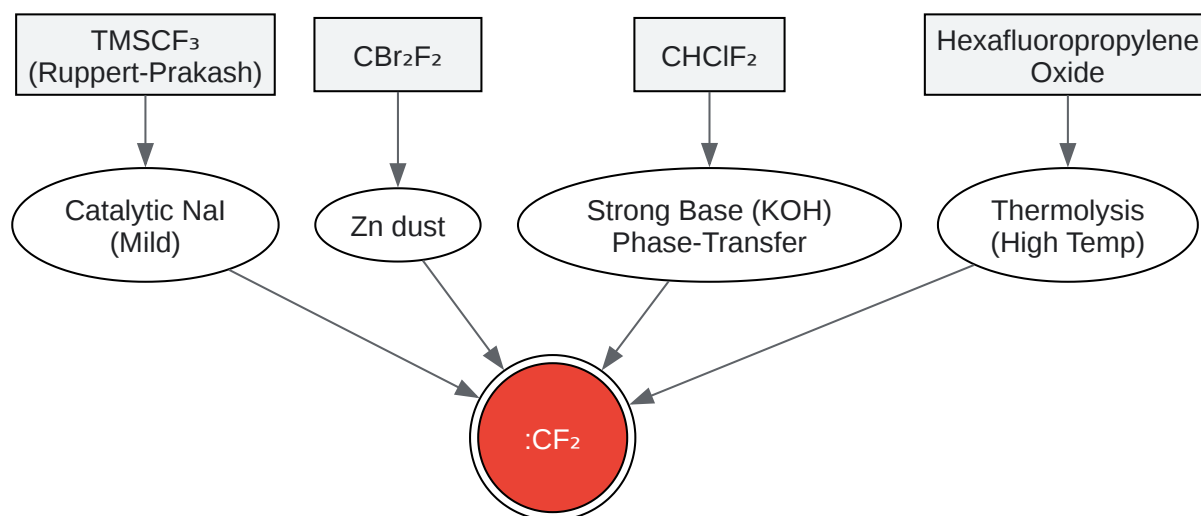 TMSCF₃
(Ruppert-Prakash)
CBr₂F₂
CHClF₂
Hexafluoropropylene
Oxide
Catalytic NaI
(Mild)
Zn dust
Strong Base (KOH)
Phase-Transfer
Thermolysis
(High Temp)
:CF₂